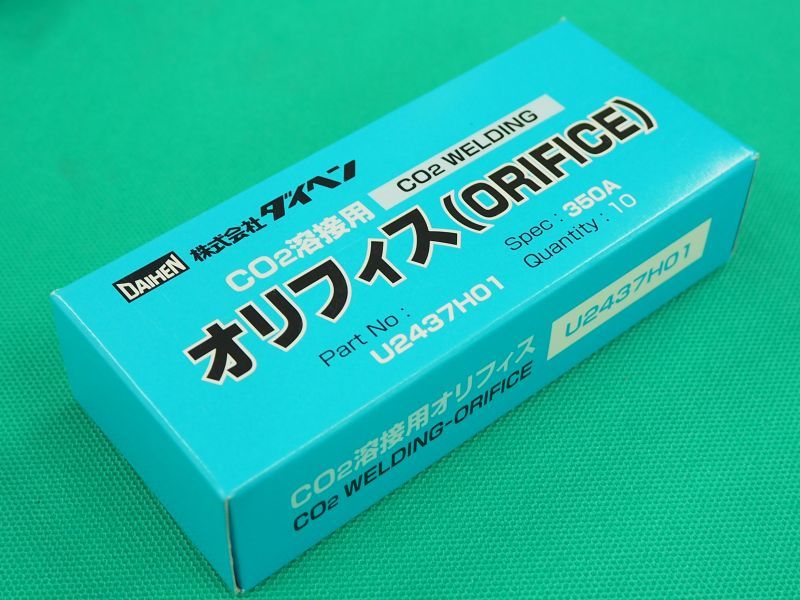 DAIHEN 株式会社ダイヘン
CO2溶接用 CO2 WELDING
オリフィス(ORIFICE)
Part No : Spec : 350A
U2437H01 Quantity : 10
CO2溶接用オリフィス U2437H01
CO2 WELDING-ORIFICE